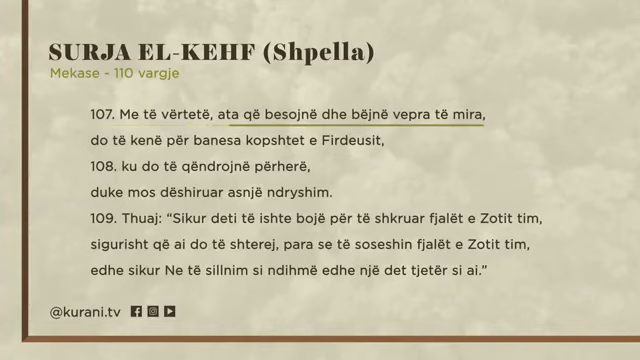 SURJA EL-KEHF (Shpella)
Mekase - 110 vargje
107. Me të vërtetë, ata që besojnë dhe bëjnë vepra të mira,
do të kenë për banesa kopshtet e Firdeusit,
108. ku do të qëndrojnë përherë,
duke mos dëshiruar asnjë ndryshim.
109. Thuaj: “Sikur deti të ishte bojë për të shkruar fjalët e Zotit tim,
sigurisht që ai do të shterej, para se të soseshin fjalët e Zotit tim,
edhe sikur Ne të sillnim si ndihmë edhe një det tjetër si ai.”
@kurani.tv